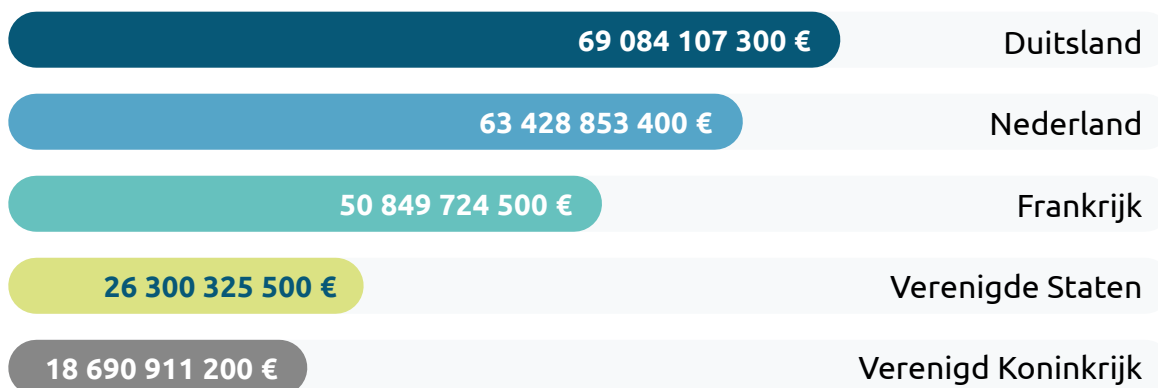 69 084 107 300 € Duitsland
63 428 853 400 € Nederland
50 849 724 500 € Frankrijk
26 300 325 500 € Verenigde Staten
18 690 911 200 € Verenigd Koninkrijk